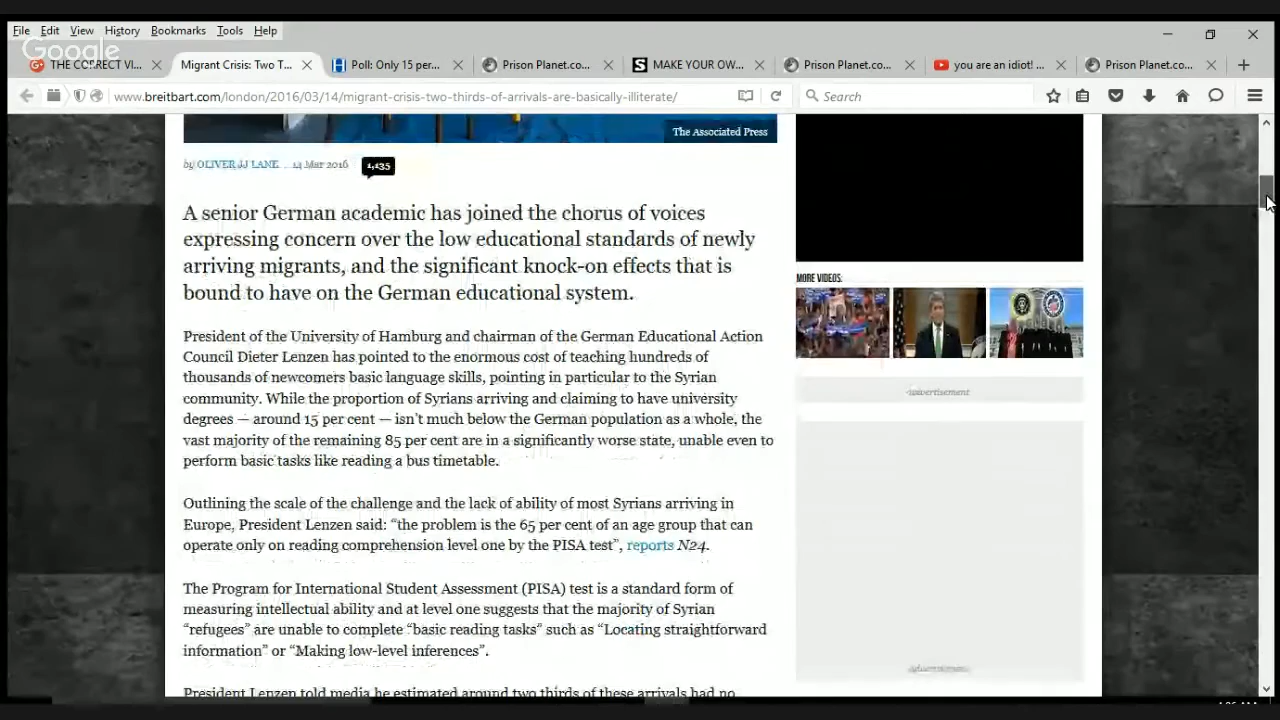 File Edit View History Bookmarks Tools Help
Google
THE CORRECT VI... Migrant Crisis: Two T... Poll: Only 15 per... Prison Planet.co... MAKE YOUR OW... Prison Planet.co... you are an idiot! ... Prison Planet.co...
www.breitbart.com/london/2016/03/14/migrant-crisis-two-thirds-of-arrivals-are-basically-illiterate/ Search
The Associated Press
by OLIVER JJ LANE 14 Mar 2016 1,135
A senior German academic has joined the chorus of voices
expressing concern over the low educational standards of newly
arriving migrants, and the significant knock-on effects that is
bound to have on the German educational system.
MORE VIDEOS:
President of the University of Hamburg and chairman of the German Educational Action
Council Dieter Lenzen has pointed to the enormous cost of teaching hundreds of
thousands of newcomers basic language skills, pointing in particular to the Syrian
community. While the proportion of Syrians arriving and claiming to have university
degrees — around 15 per cent — isn't much below the German population as a whole, the
vast majority of the remaining 85 per cent are in a significantly worse state, unable even to
perform basic tasks like reading a bus timetable.
Outlining the scale of the challenge and the lack of ability of most Syrians arriving in
Europe, President Lenzen said: “the problem is the 65 per cent of an age group that can
operate only on reading comprehension level one by the PISA test”, reports N24.
The Program for International Student Assessment (PISA) test is a standard form of
measuring intellectual ability and at level one suggests that the majority of Syrian
“refugees” are unable to complete “basic reading tasks” such as “Locating straightforward
information” or “Making low-level inferences”.
President Lenzen told media he estimated around two thirds of these arrivals had no
-advertisement-
-advertisement-